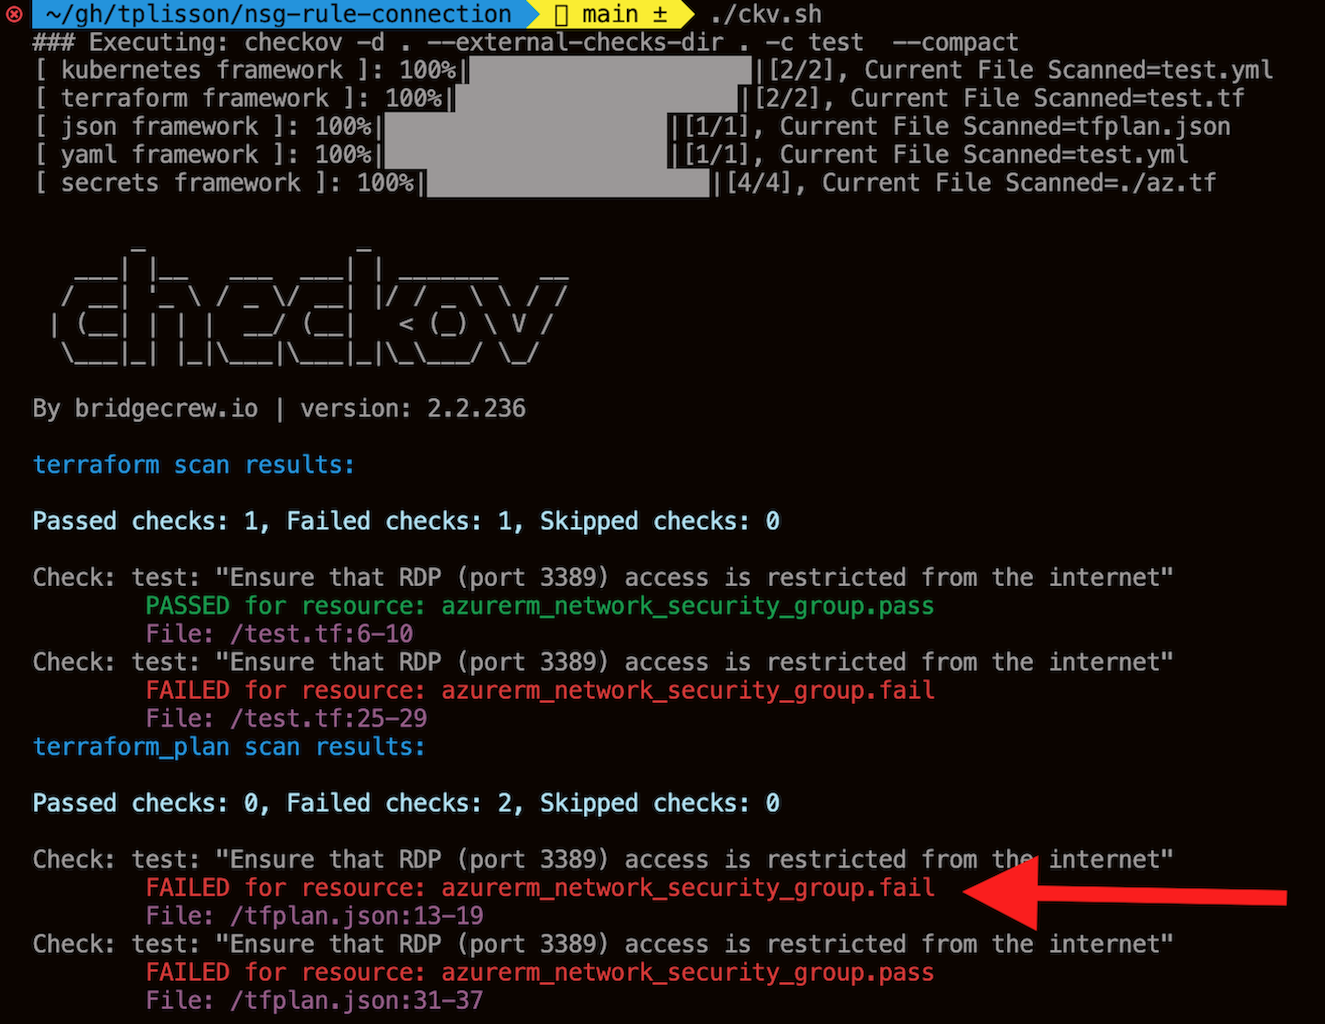 ~/gh/tplisson/nsg-rule-connection main ± ./ckv.sh
### Executing: checkov -d . --external-checks-dir . -c test  --compact
[ kubernetes framework ]: 100%|████████████████████|[2/2], Current File Scanned=test.yml
[ terraform framework ]: 100%|████████████████████|[2/2], Current File Scanned=test.tf
[ json framework ]: 100%|████████████████████|[1/1], Current File Scanned=tfplan.json
[ yaml framework ]: 100%|████████████████████|[1/1], Current File Scanned=test.yml
[ secrets framework ]: 100%|████████████████████|[4/4], Current File Scanned=./az.tf
checkov
By bridgecrew.io | version: 2.2.236
terraform scan results:
Passed checks: 1, Failed checks: 1, Skipped checks: 0
Check: test: "Ensure that RDP (port 3389) access is restricted from the internet"
PASSED for resource: azurerm_network_security_group.pass
File: /test.tf:6-10
Check: test: "Ensure that RDP (port 3389) access is restricted from the internet"
FAILED for resource: azurerm_network_security_group.fail
File: /test.tf:25-29
terraform_plan scan results:
Passed checks: 0, Failed checks: 2, Skipped checks: 0
Check: test: "Ensure that RDP (port 3389) access is restricted from the internet"
FAILED for resource: azurerm_network_security_group.fail
File: /tfplan.json:13-19
Check: test: "Ensure that RDP (port 3389) access is restricted from the internet"
FAILED for resource: azurerm_network_security_group.pass
File: /tfplan.json:31-37